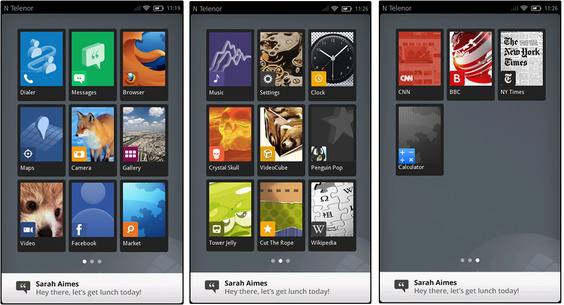 N Telenor 11:19
Dialer Messages Browser
Maps Camera Gallery
Video Facebook Market
Sarah Aimes
Hey there, let's get lunch today!
N Telenor 11:26
Music Settings Clock
Crystal Skull VideoCube Penguin Pop
Tower Jelly Cut The Rope Wikipedia
Sarah Aimes
Hey there, let's get lunch today!
N Telenor 11:26
CNN
B
The
New York
Times
T
CNN BBC NY Times
Calculator
Sarah Aimes
Hey there, let's get lunch today!